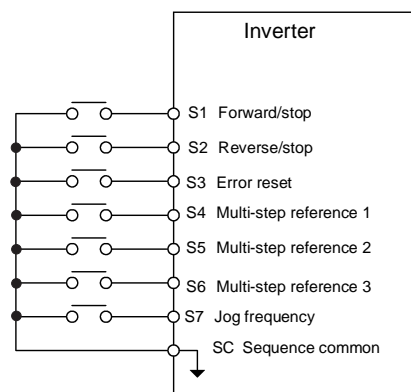 Inverter
S1 Forward/stop
S2 Reverse/stop
S3 Error reset
S4 Multi-step reference 1
S5 Multi-step reference 2
S6 Multi-step reference 3
S7 Jog frequency
SC Sequence common